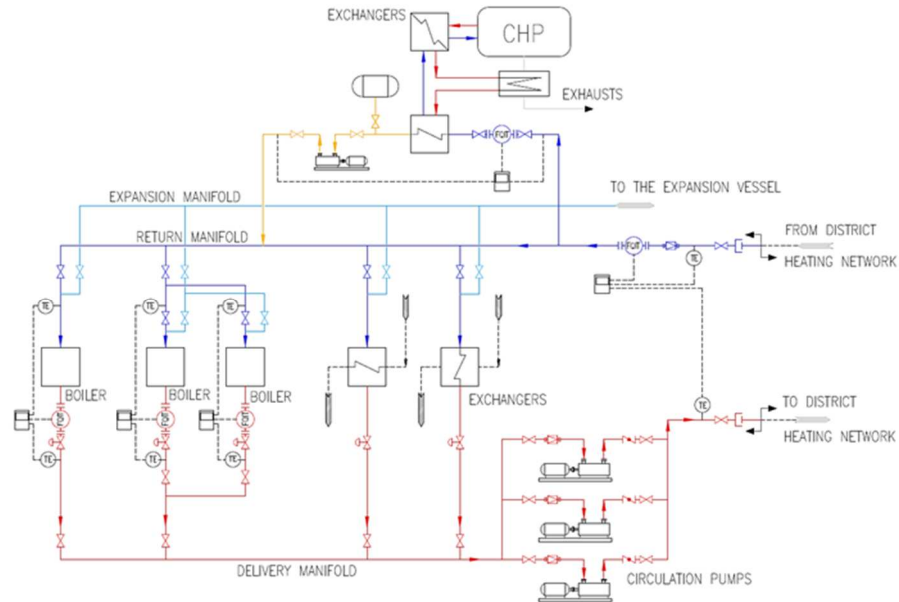 EXCHANGERS
CHP
EXHAUSTS
FQIT
EXPANSION MANIFOLD
TO THE EXPANSION VESSEL
RETURN MANIFOLD
FQIT
FROM DISTRICT
HEATING NETWORK
TE
TE
TE
TE
BOILER
BOILER
BOILER
EXCHANGERS
FQIT
FQIT
FQIT
TE
TO DISTRICT
HEATING NETWORK
TE
TE
TE
DELIVERY MANIFOLD
CIRCULATION PUMPS